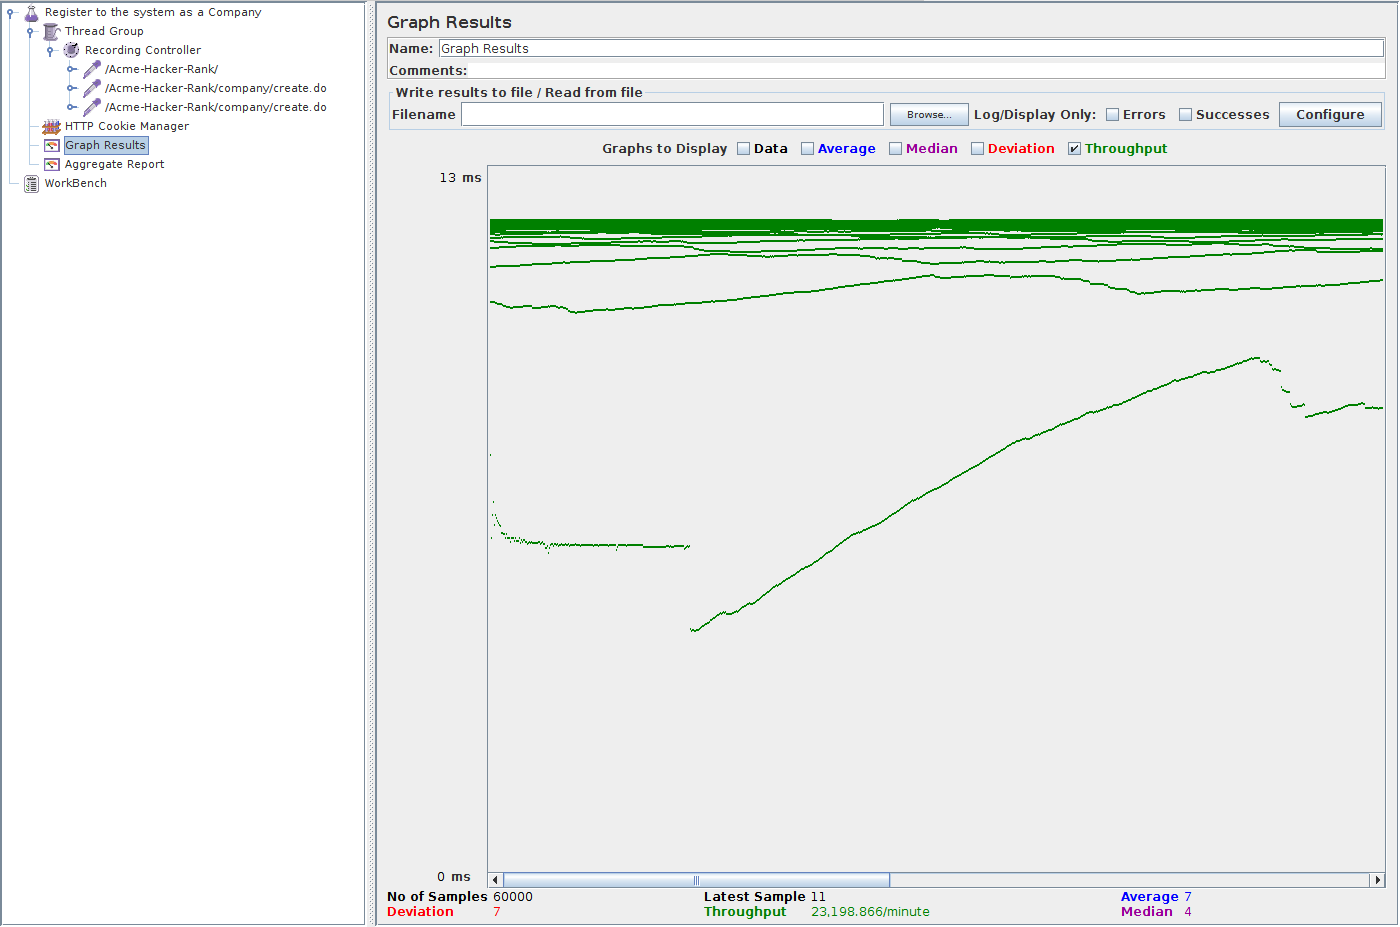 Register to the system as a Company
Thread Group
Recording Controller
/Acme-Hacker-Rank/
/Acme-Hacker-Rank/company/create.do
/Acme-Hacker-Rank/company/create.do
HTTP Cookie Manager
Graph Results
Aggregate Report
WorkBench
Graph Results
Name: Graph Results
Comments:
Write results to file / Read from file
Filename Browse... Log/Display Only: Errors Successes Configure
Graphs to Display Data Average Median Deviation Throughput
13 ms
0 ms
No of Samples 60000 Latest Sample 11 Average 7
Deviation 7 Throughput 23,198.866/minute Median 4